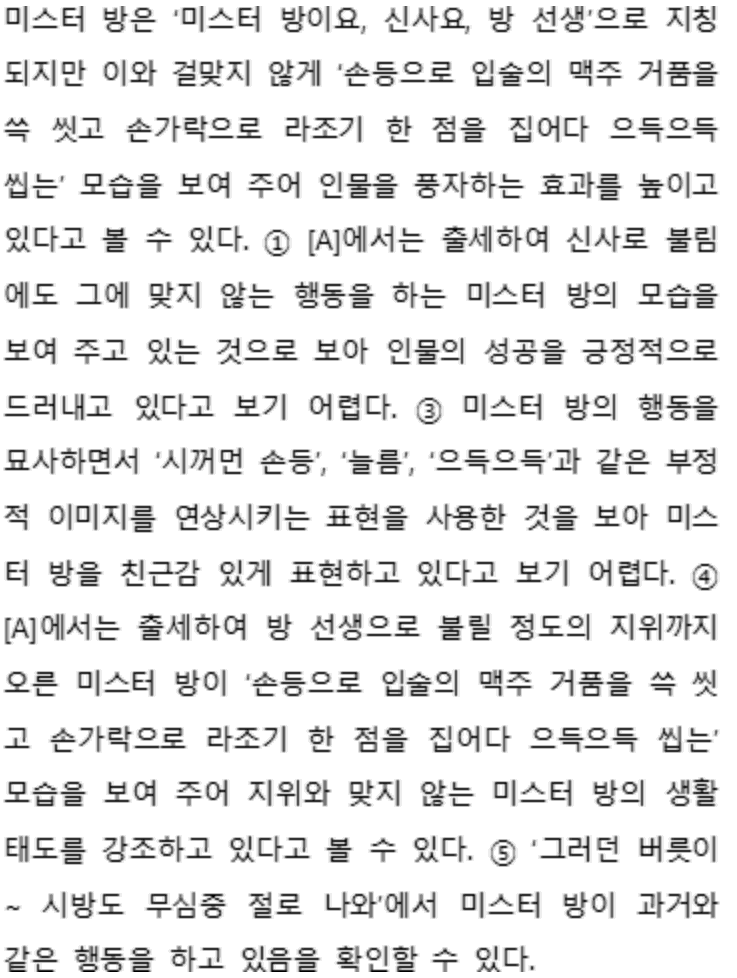 미스터 방은 ‘미스터 방이요, 신사요, 방 선생’으로 지칭
되지만 이와 걸맞지 않게 ‘손등으로 입술의 맥주 거품을
쓱 씻고 손가락으로 라조기 한 점을 집어다 으득으득
씹는’ 모습을 보여 주어 인물을 풍자하는 효과를 높이고
있다고 볼 수 있다. ① [A]에서는 출세하여 신사로 불림
에도 그에 맞지 않는 행동을 하는 미스터 방의 모습을
보여 주고 있는 것으로 보아 인물의 성공을 긍정적으로
드러내고 있다고 보기 어렵다. ③ 미스터 방의 행동을
묘사하면서 ‘시꺼먼 손등’, ‘늘름’, ‘으득으득’과 같은 부정
적 이미지를 연상시키는 표현을 사용한 것을 보아 미스
터 방을 친근감 있게 표현하고 있다고 보기 어렵다. ④
[A]에서는 출세하여 방 선생으로 불릴 정도의 지위까지
오른 미스터 방이 ‘손등으로 입술의 맥주 거품을 쓱 씻
고 손가락으로 라조기 한 점을 집어다 으득으득 씹는’
모습을 보여 주어 지위와 맞지 않는 미스터 방의 생활
태도를 강조하고 있다고 볼 수 있다. ⑤ ‘그러던 버릇이
~ 시방도 무심중 절로 나와’에서 미스터 방이 과거와
같은 행동을 하고 있음을 확인할 수 있다.